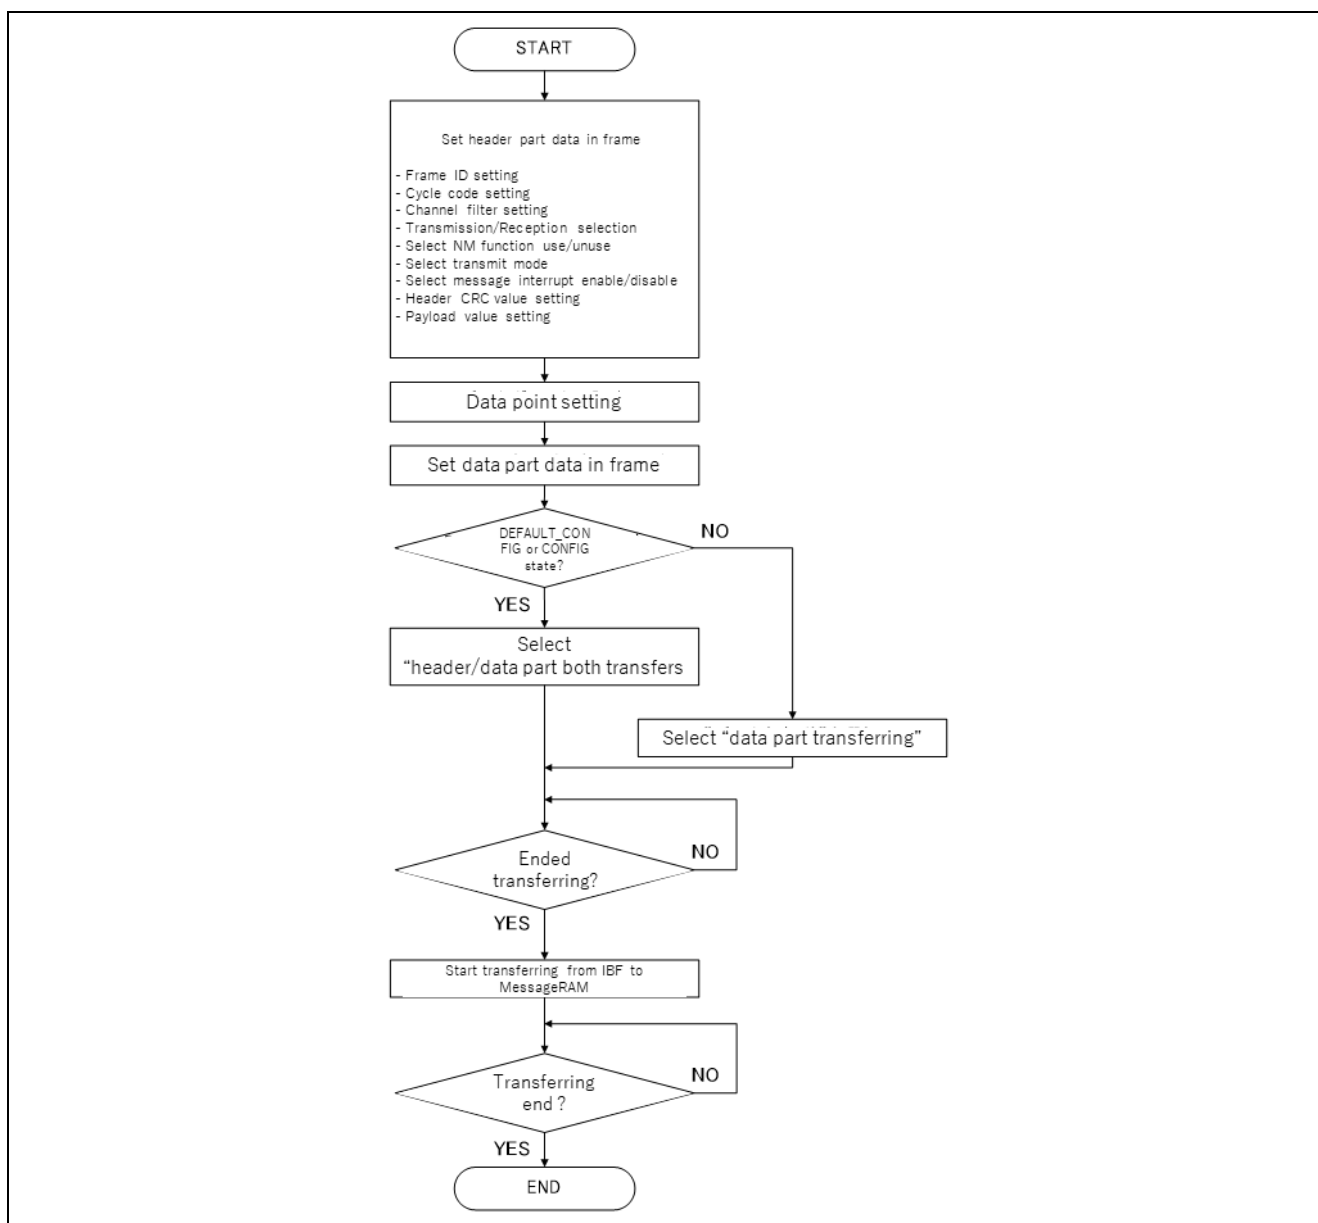 START
Set header part data in frame
- Frame ID setting
- Cycle code setting
- Channel filter setting
- Transmission/Reception selection
- Select NM function use/unuse
- Select transmit mode
- Select message interrupt enable/disable
- Header CRC value setting
- Payload value setting
Data point setting
Set data part data in frame
DEFAULT_CON
FIG or CONFIG
state?
NO
YES
Select
“header/data part both transfers
Select “data part transferring”
Ended
transferring?
NO
YES
Start transferring from IBF to
MessageRAM
Transferring
end ?
NO
YES
END